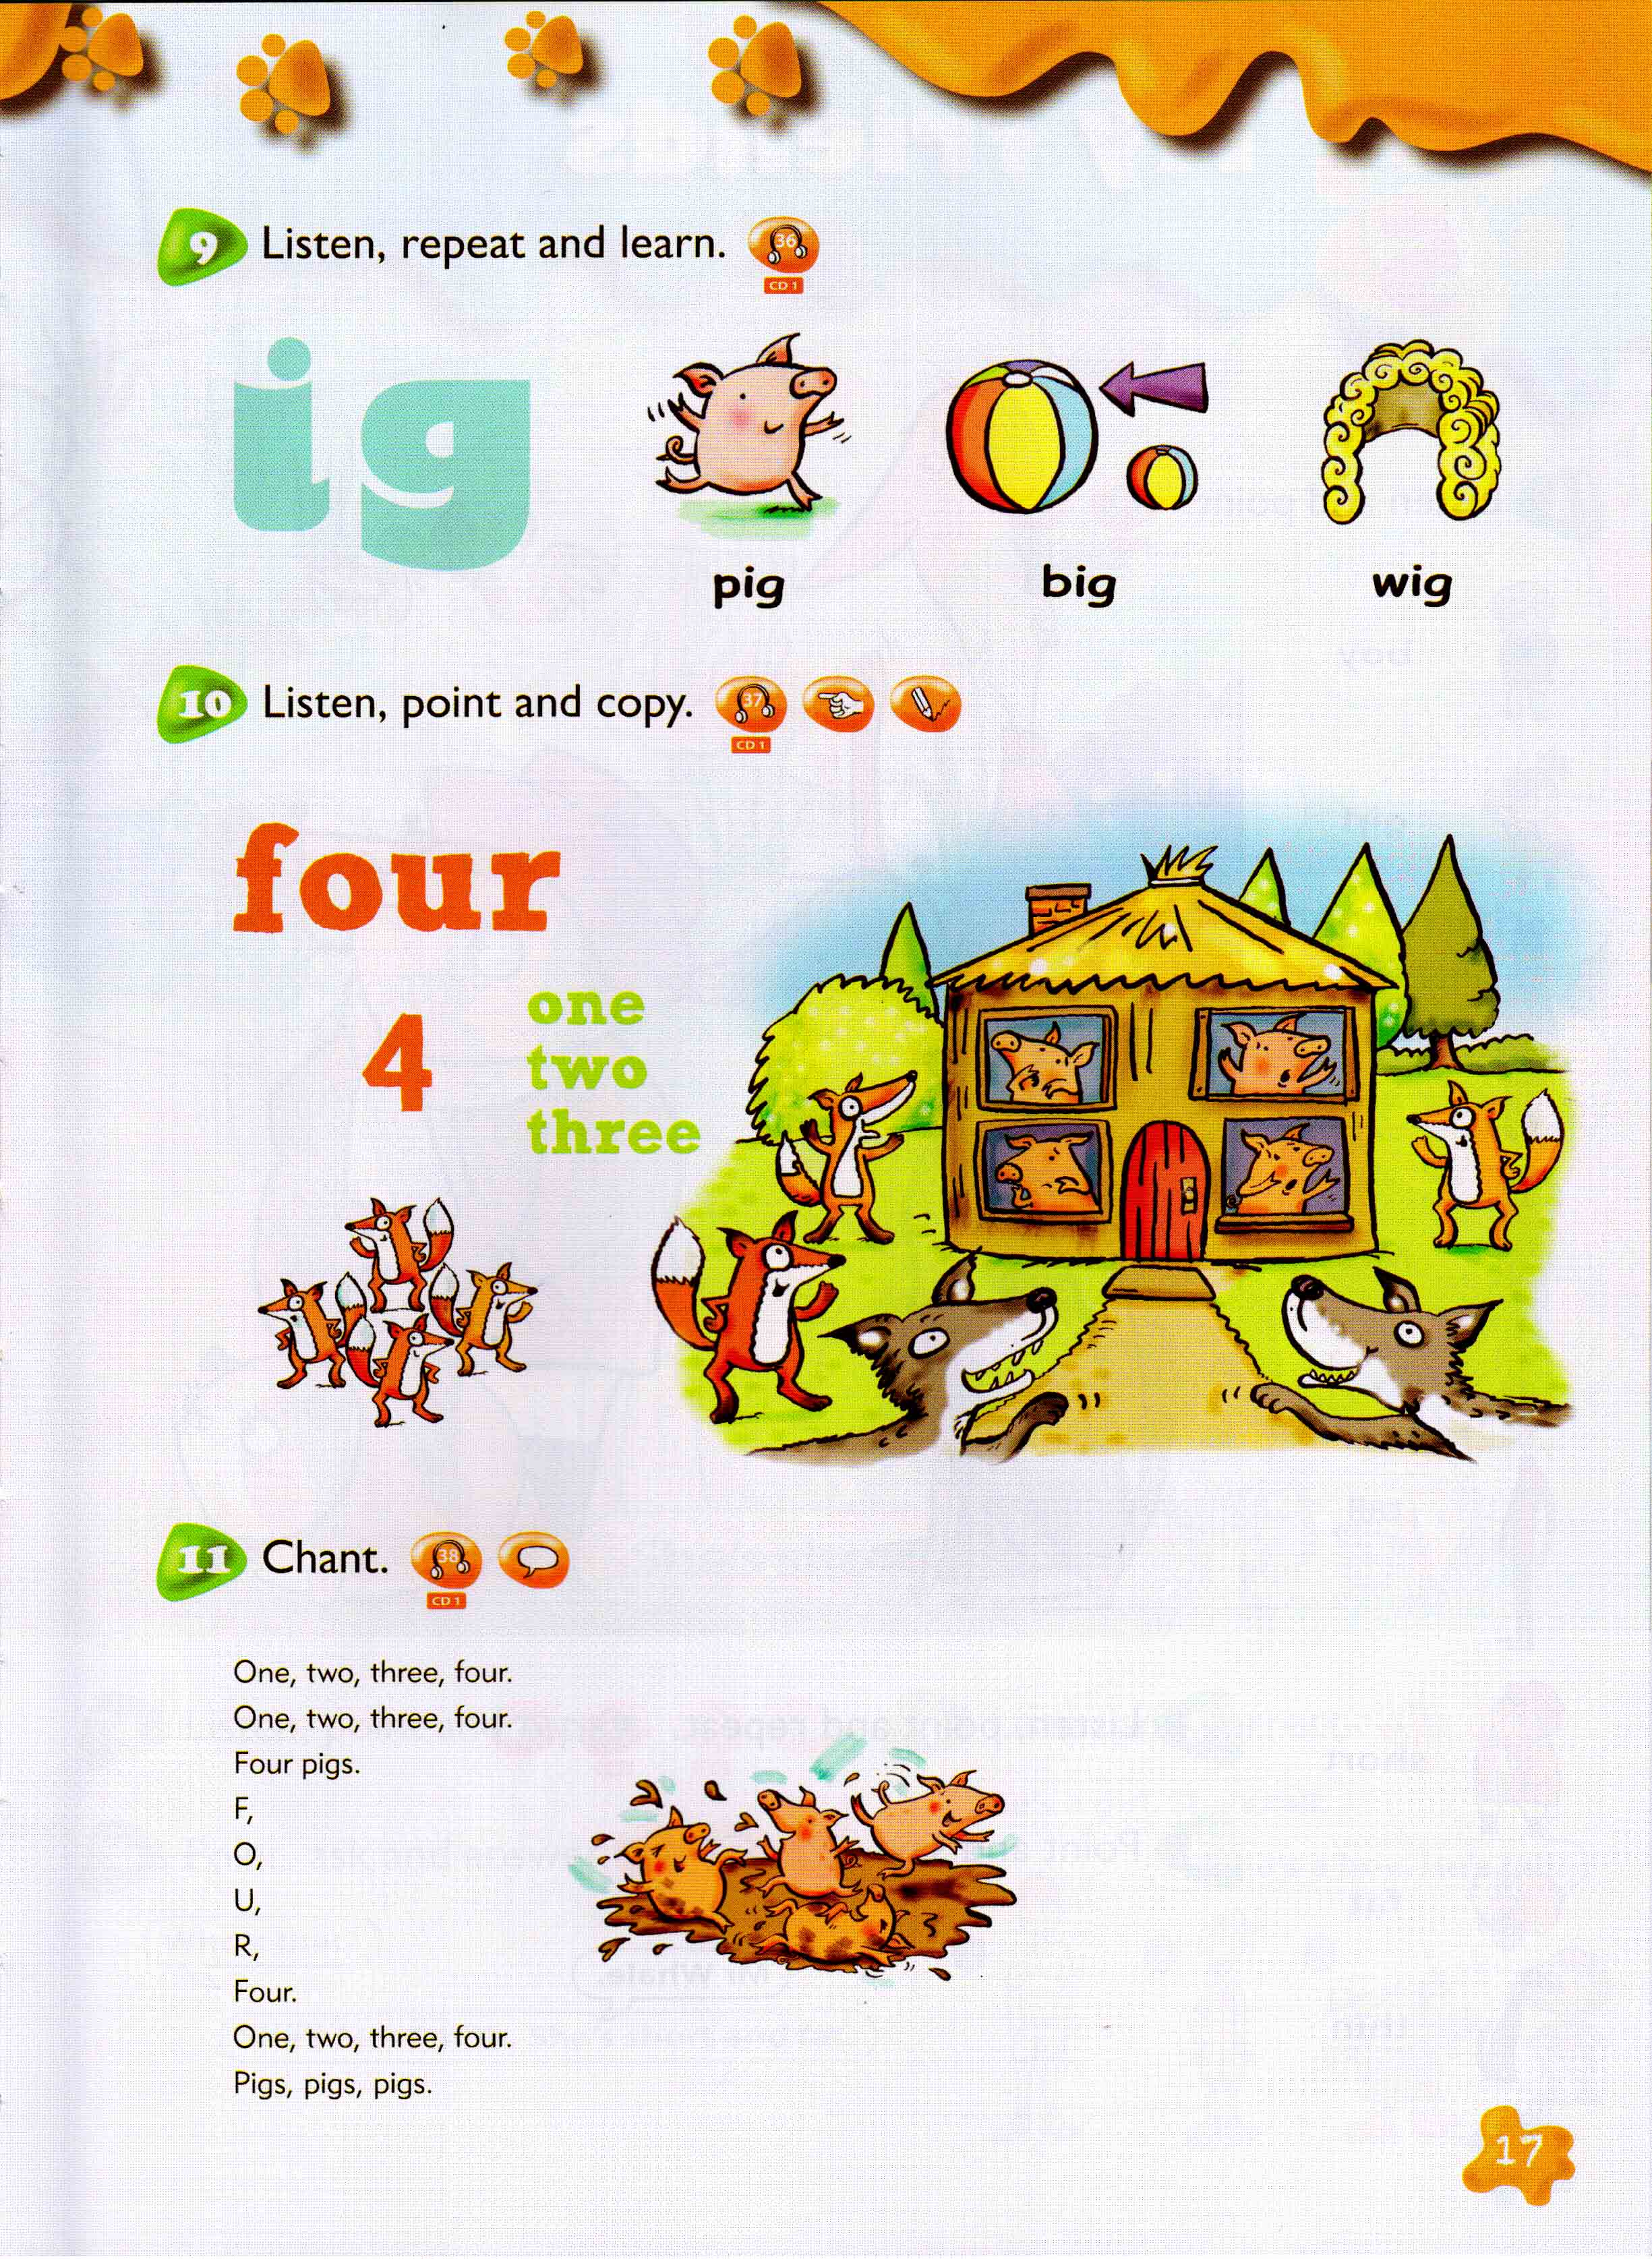 9 Listen, repeat and learn. 36
CD 1
ig
pig big wig
10 Listen, point and copy. 37
CD 1
four
4
one
two
three
11 Chant. 38
CD 1
One, two, three, four.
One, two, three, four.
Four pigs.
F,
O,
U,
R,
Four.
One, two, three, four.
Pigs, pigs, pigs.
17